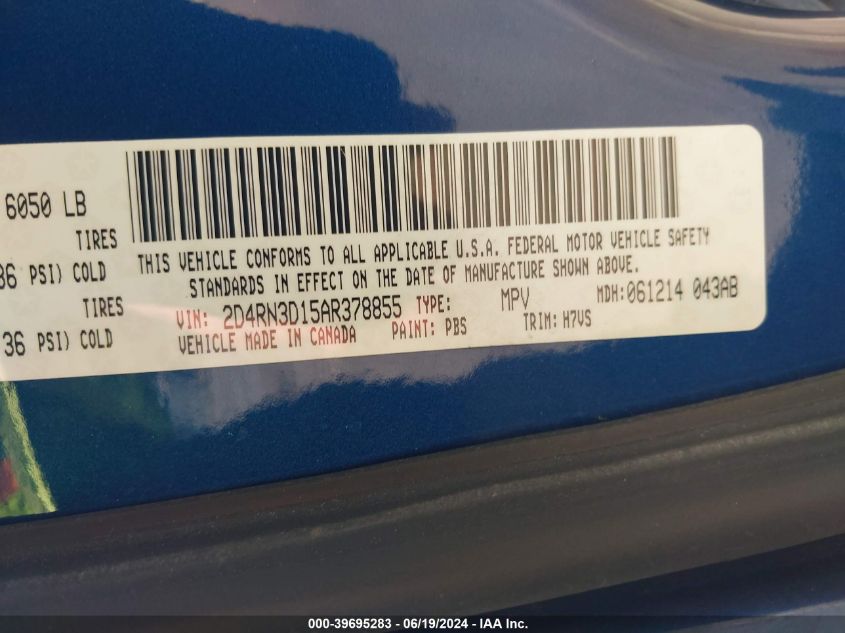 6050 LB
TIRES
36 PSI) COLD
TIRES
36 PSI) COLD
THIS VEHICLE CONFORMS TO ALL APPLICABLE U.S.A. FEDERAL MOTOR VEHICLE SAFETY
STANDARDS IN EFFECT ON THE DATE OF MANUFACTURE SHOWN ABOVE.
VIN: 2D4RN3D15AR378855 TYPE: MPV MDH:061214 043AB
VEHICLE MADE IN CANADA PAINT: PBS TRIM: H7VS
000-39695283 - 06/19/2024 - IAA Inc.